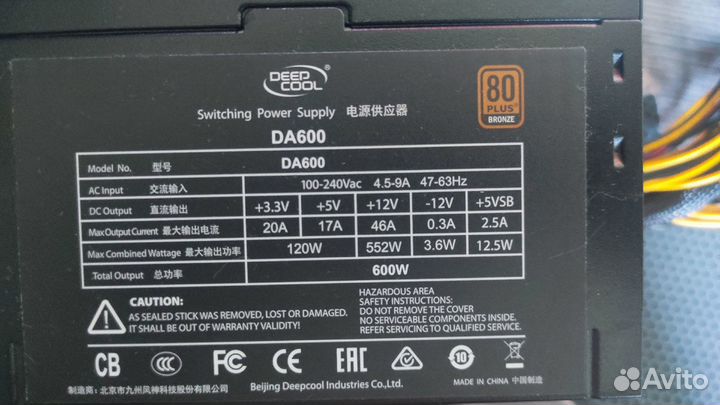 DEEP COOL ®
80 PLUS® BRONZE
Switching Power Supply 电源供应器
DA600
Model No. 型号 DA600
AC Input 交流输入 100-240Vac 4.5-9A 47-63Hz
DC Output 直流输出 +3.3V +5V +12V -12V +5VSB
Max Output Current 最大输出电流 20A 17A 46A 0.3A 2.5A
Max Combined Wattage 最大输出功率 120W 552W 3.6W 12.5W
Total Output 总功率 600W
CAUTION:
AS SEALED STICK WAS REMOVED, LOST OR DAMAGED.
IT SHALL BE OUT OF WARRANTY AUTOMATICALLY.
HAZARDOUS AREA
SAFETY INSTRUCTIONS:
DO NOT REMOVE THE COVER
NO SERVICEABLE COMPONENTS INSIDE.
REFER SERVICING TO QUALIFIED SERVICE.
CB CCC FC CE EAC 10
制造商：北京市九州风神科技股份有限公司
Beijing Deepcool Industries Co., Ltd.
MADE IN CHINA 中国制造
Avito